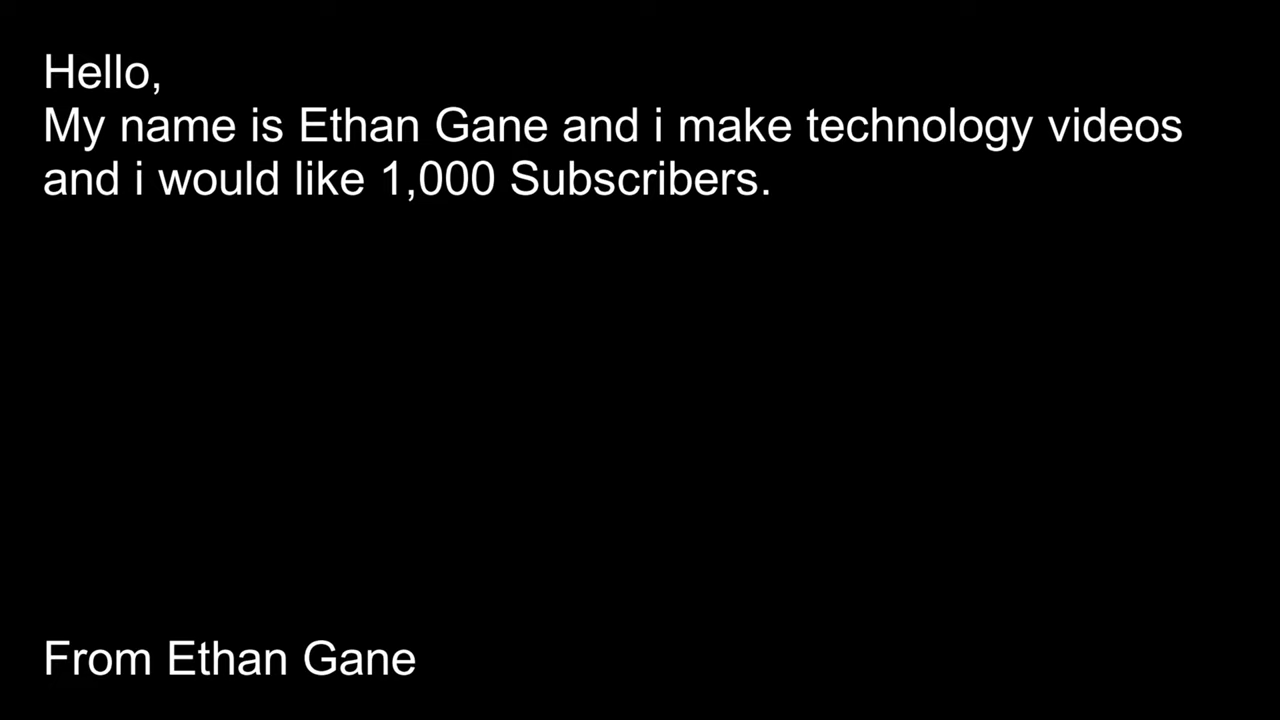 Hello,
My name is Ethan Gane and i make technology videos
and i would like 1,000 Subscribers.
From Ethan Gane